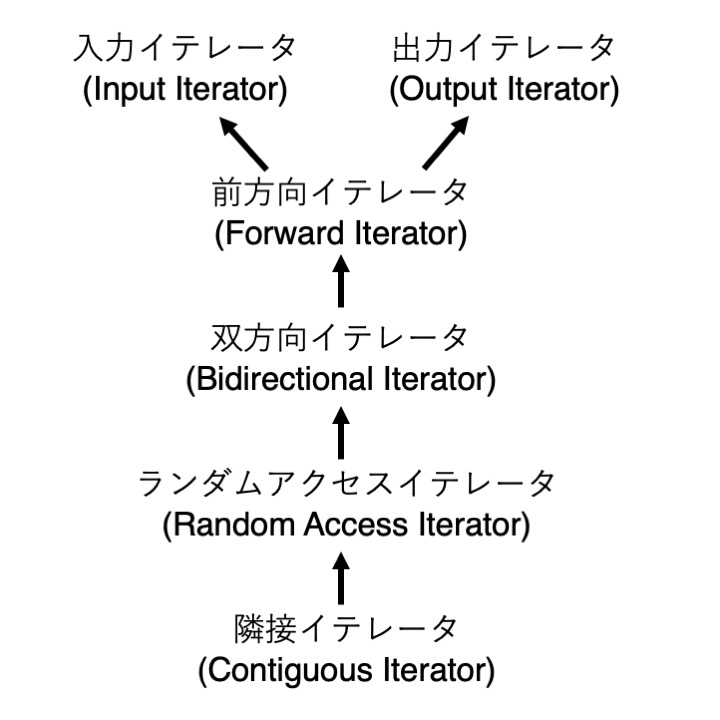 入力イテレータ
(Input Iterator)
出力イテレータ
(Output Iterator)
前方向イテレータ
(Forward Iterator)
双方向イテレータ
(Bidirectional Iterator)
ランダムアクセスイテレータ
(Random Access Iterator)
隣接イテレータ
(Contiguous Iterator)